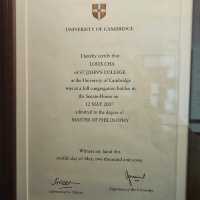 UNIVERSITY OF CAMBRIDGE
I hereby certify that
LOUIS CHA
of ST JOHN'S COLLEGE
in the University of Cambridge
was at a full congregation holden in
the Senate-House on
12 MAY 2007
admitted to the degree of
MASTER OF PHILOSOPHY
Witness my hand this
twelfth day of May, two thousand and seven